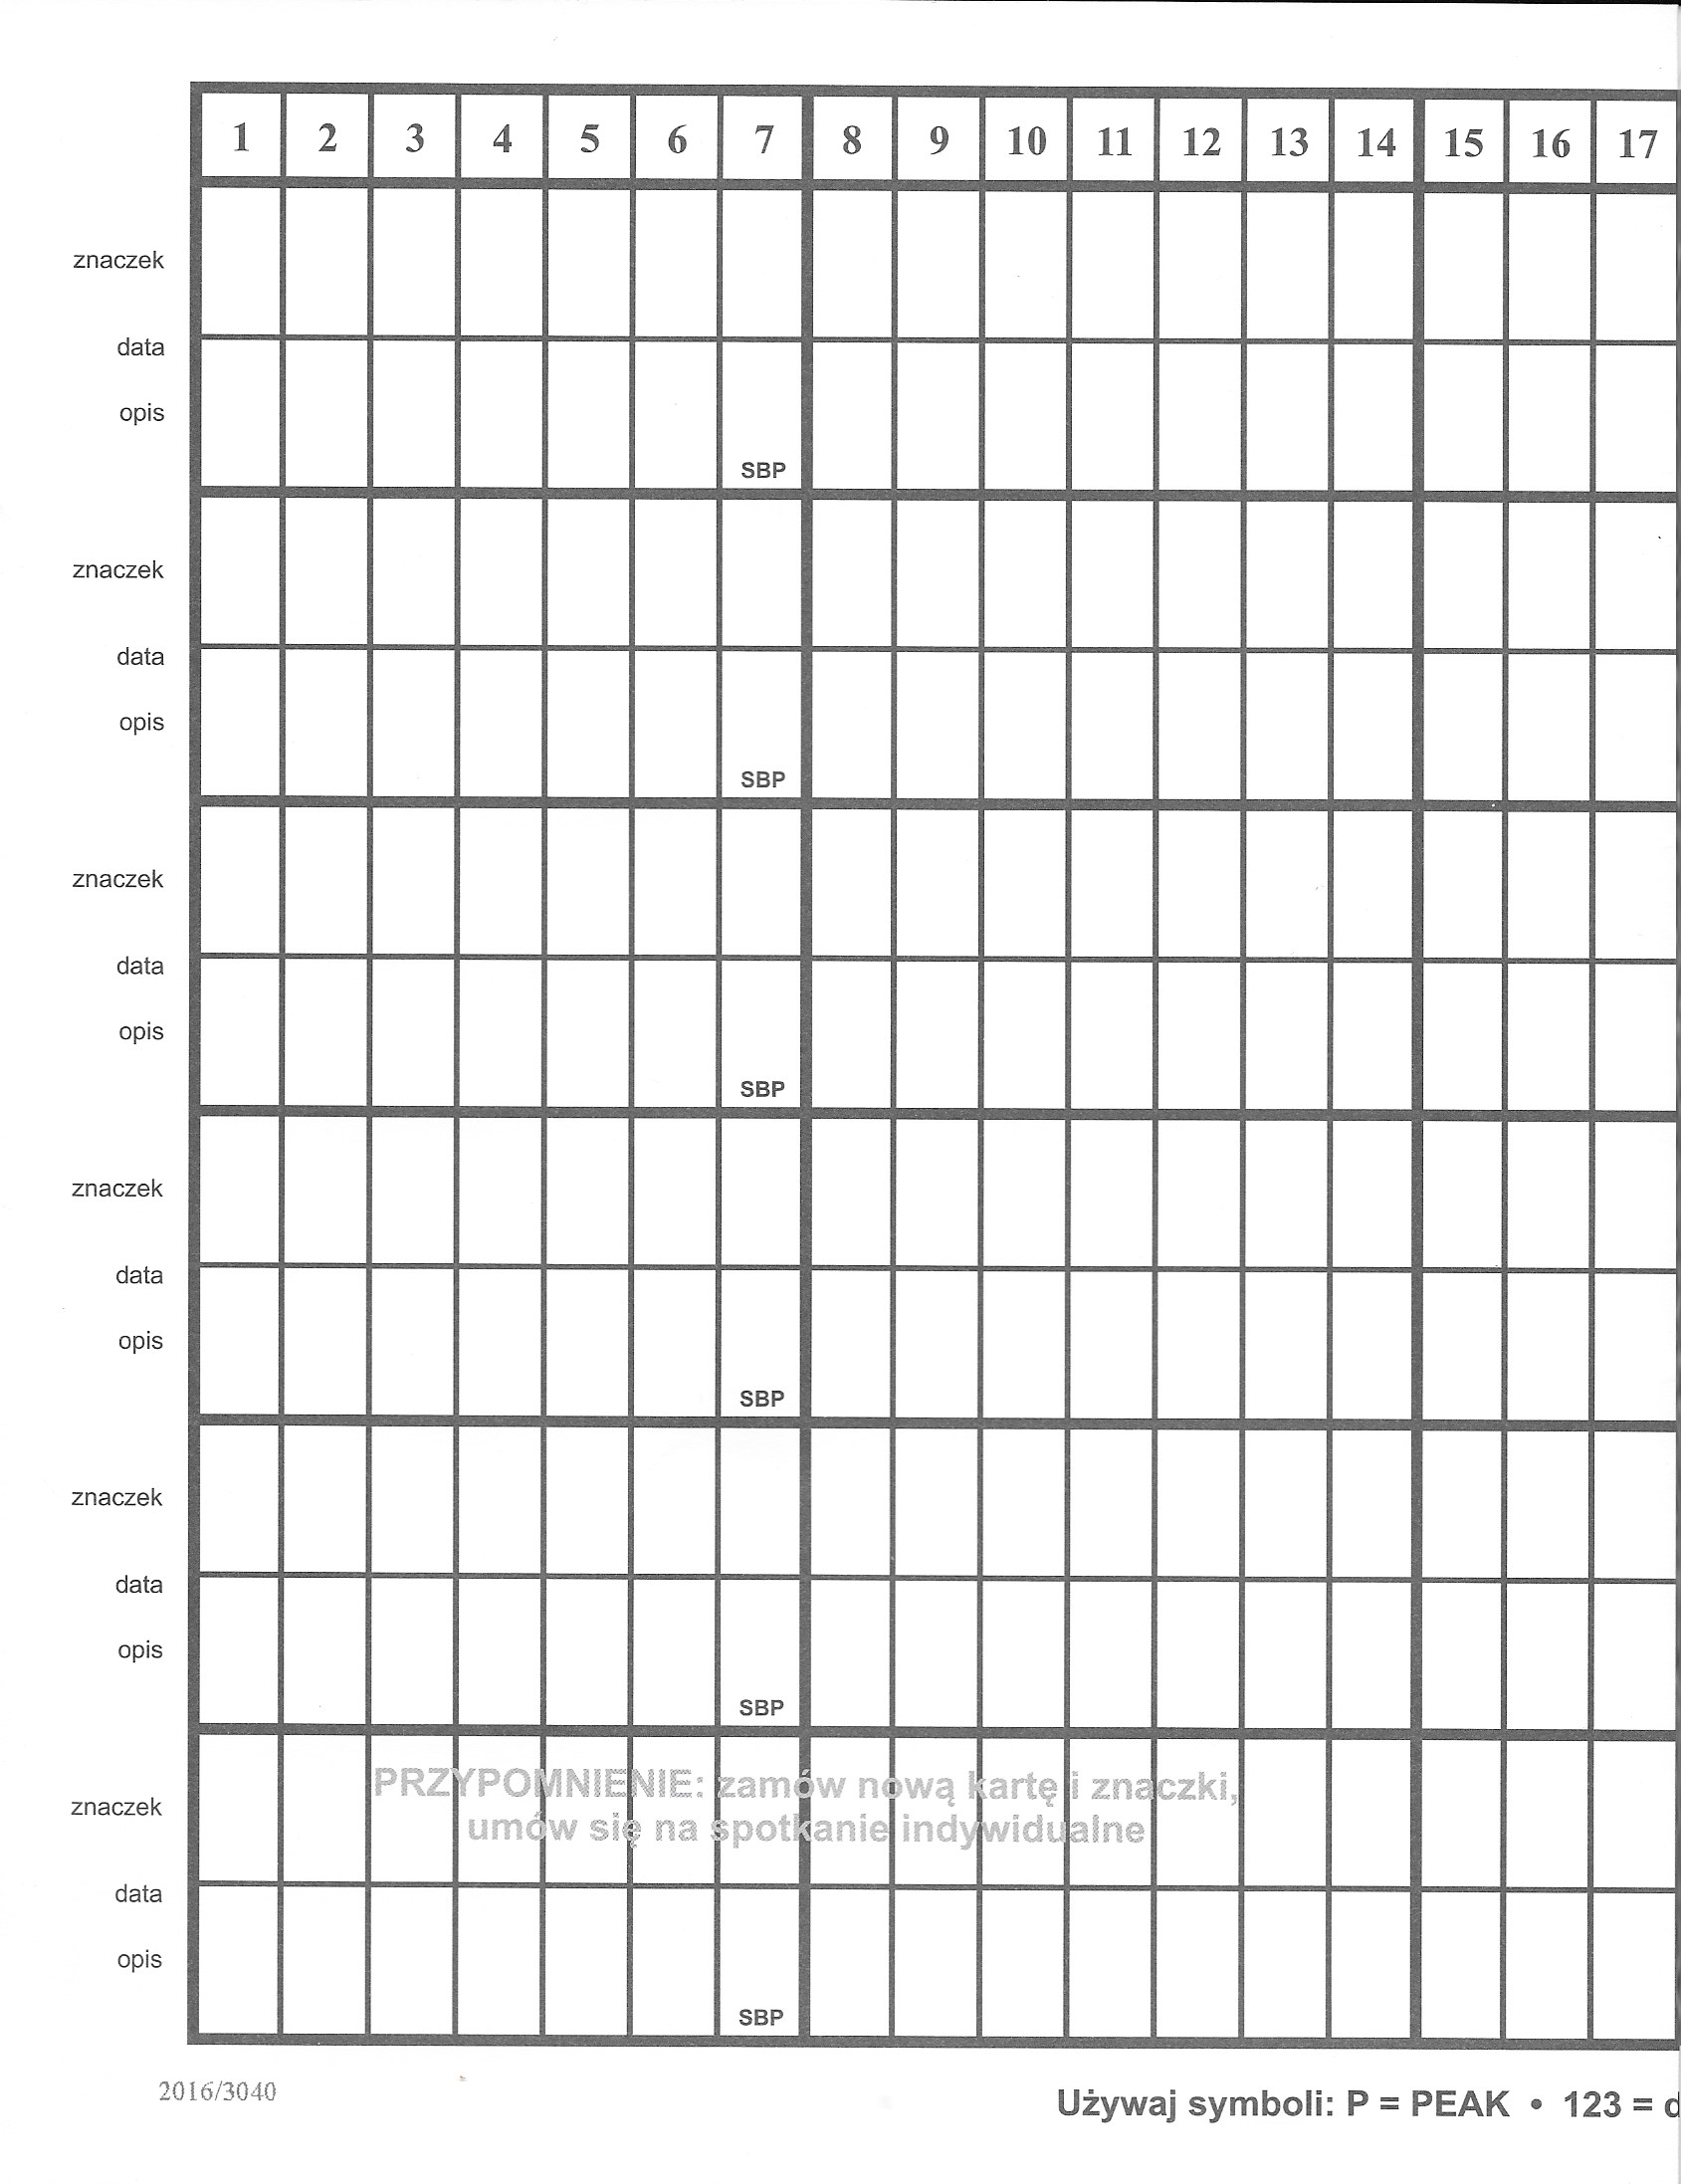 1 2 3 4 5 6 7 8 9 10 11 12 13 14 15 16 17
znaczek
data
opis
SBP
znaczek
data
opis
SBP
znaczek
data
opis
SBP
znaczek
data
opis
SBP
znaczek
data
opis
SBP
PRZYPOMNIENIE: zamów nową kartę i znaczki,
umów się na spotkanie indywidualne
znaczek
data
opis
SBP
2016/3040
Używaj symboli: P = PEAK • 123 =